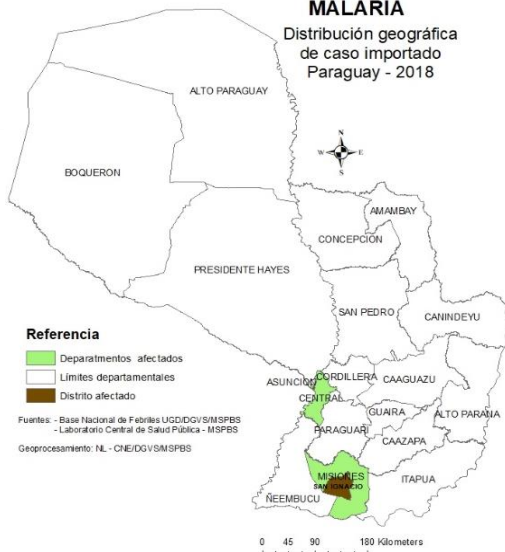 MALARIA
Distribución geográfica
de caso importado
Paraguay - 2018
ALTO PARAGUAY
N
W E
S
BOQUERON
AMAMBAY
CONCEPCIÓN
PRESIDENTE HAYES
SAN PEDRO
CANINDEYU
Referencia
Deparatmentos afectados
Límites departamentales
Distrito afectado
ASUNCION
CORDILLERA
CAAGUAZU
CENTRAL
GUAIRA
ALTO PARANA
PARAGUARI
CAAZAPA
Fuentes: - Base Nacional de Febriles UGD/DGVS/MSPBS
- Laboratorio Central de Salud Pública - MSPBS
Geoprocesamiento: NL - CNE/DGVS/MSPBS
MISIONES
SAN IGNACIO
ITAPUA
ÑEEMBUCU
0 45 90 180 Kilometers